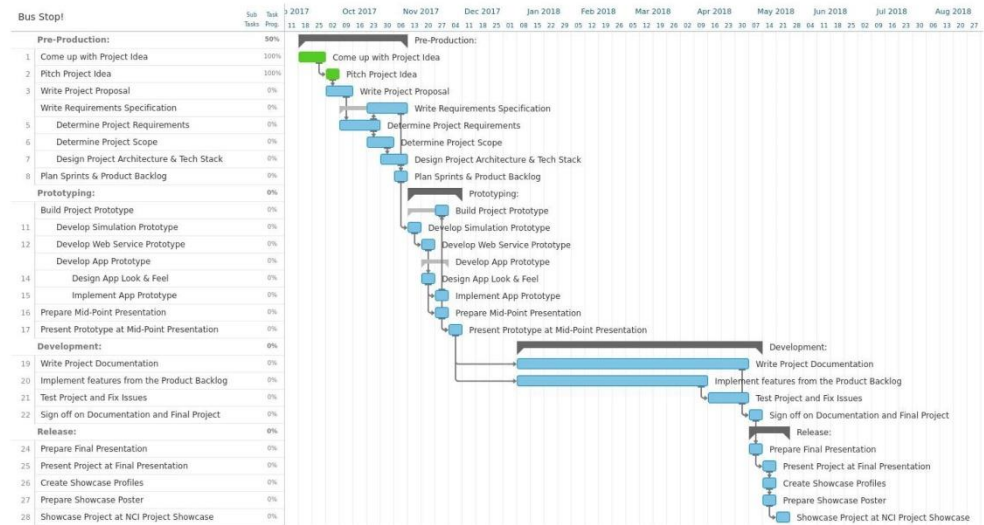 Bus Stop!
Sub Tasks
Task Prog.
2017 Oct 2017 Nov 2017 Dec 2017 Jan 2018 Feb 2018 Mar 2018 Apr 2018 May 2018 Jun 2018 Jul 2018 Aug 2018
11 18 25 02 09 16 23 30 06 13 20 27 04 11 18 25 01 08 15 22 29 05 12 19 26 05 12 19 26 02 09 16 23 30 07 14 21 28 04 11 18 25 02 09 16 23 30 06 13 20 27
Pre-Production: 50% Pre-Production:
1 Come up with Project Idea 100% Come up with Project Idea
2 Pitch Project Idea 100% Pitch Project Idea
3 Write Project Proposal 0% Write Project Proposal
Write Requirements Specification 0% Write Requirements Specification
5 Determine Project Requirements 0% Determine Project Requirements
6 Determine Project Scope 0% Determine Project Scope
7 Design Project Architecture & Tech Stack 0% Design Project Architecture & Tech Stack
8 Plan Sprints & Product Backlog 0% Plan Sprints & Product Backlog
Prototyping: 0% Prototyping:
Build Project Prototype 0% Build Project Prototype
11 Develop Simulation Prototype 0% Develop Simulation Prototype
12 Develop Web Service Prototype 0% Develop Web Service Prototype
Develop App Prototype 0% Develop App Prototype
14 Design App Look & Feel 0% Design App Look & Feel
15 Implement App Prototype 0% Implement App Prototype
16 Prepare Mid-Point Presentation 0% Prepare Mid-Point Presentation
17 Present Prototype at Mid-Point Presentation 0% Present Prototype at Mid-Point Presentation
Development: 0% Development:
19 Write Project Documentation 0% Write Project Documentation
20 Implement features from the Product Backlog 0% Implement features from the Product Backlog
21 Test Project and Fix Issues 0% Test Project and Fix Issues
22 Sign off on Documentation and Final Project 0% Sign off on Documentation and Final Project
Release: 0% Release:
24 Prepare Final Presentation 0% Prepare Final Presentation
25 Present Project at Final Presentation 0% Present Project at Final Presentation
26 Create Showcase Profiles 0% Create Showcase Profiles
27 Prepare Showcase Poster 0% Prepare Showcase Poster
28 Showcase Project at NCI Project Showcase 0% Showcase Project at NCI Project Showcase